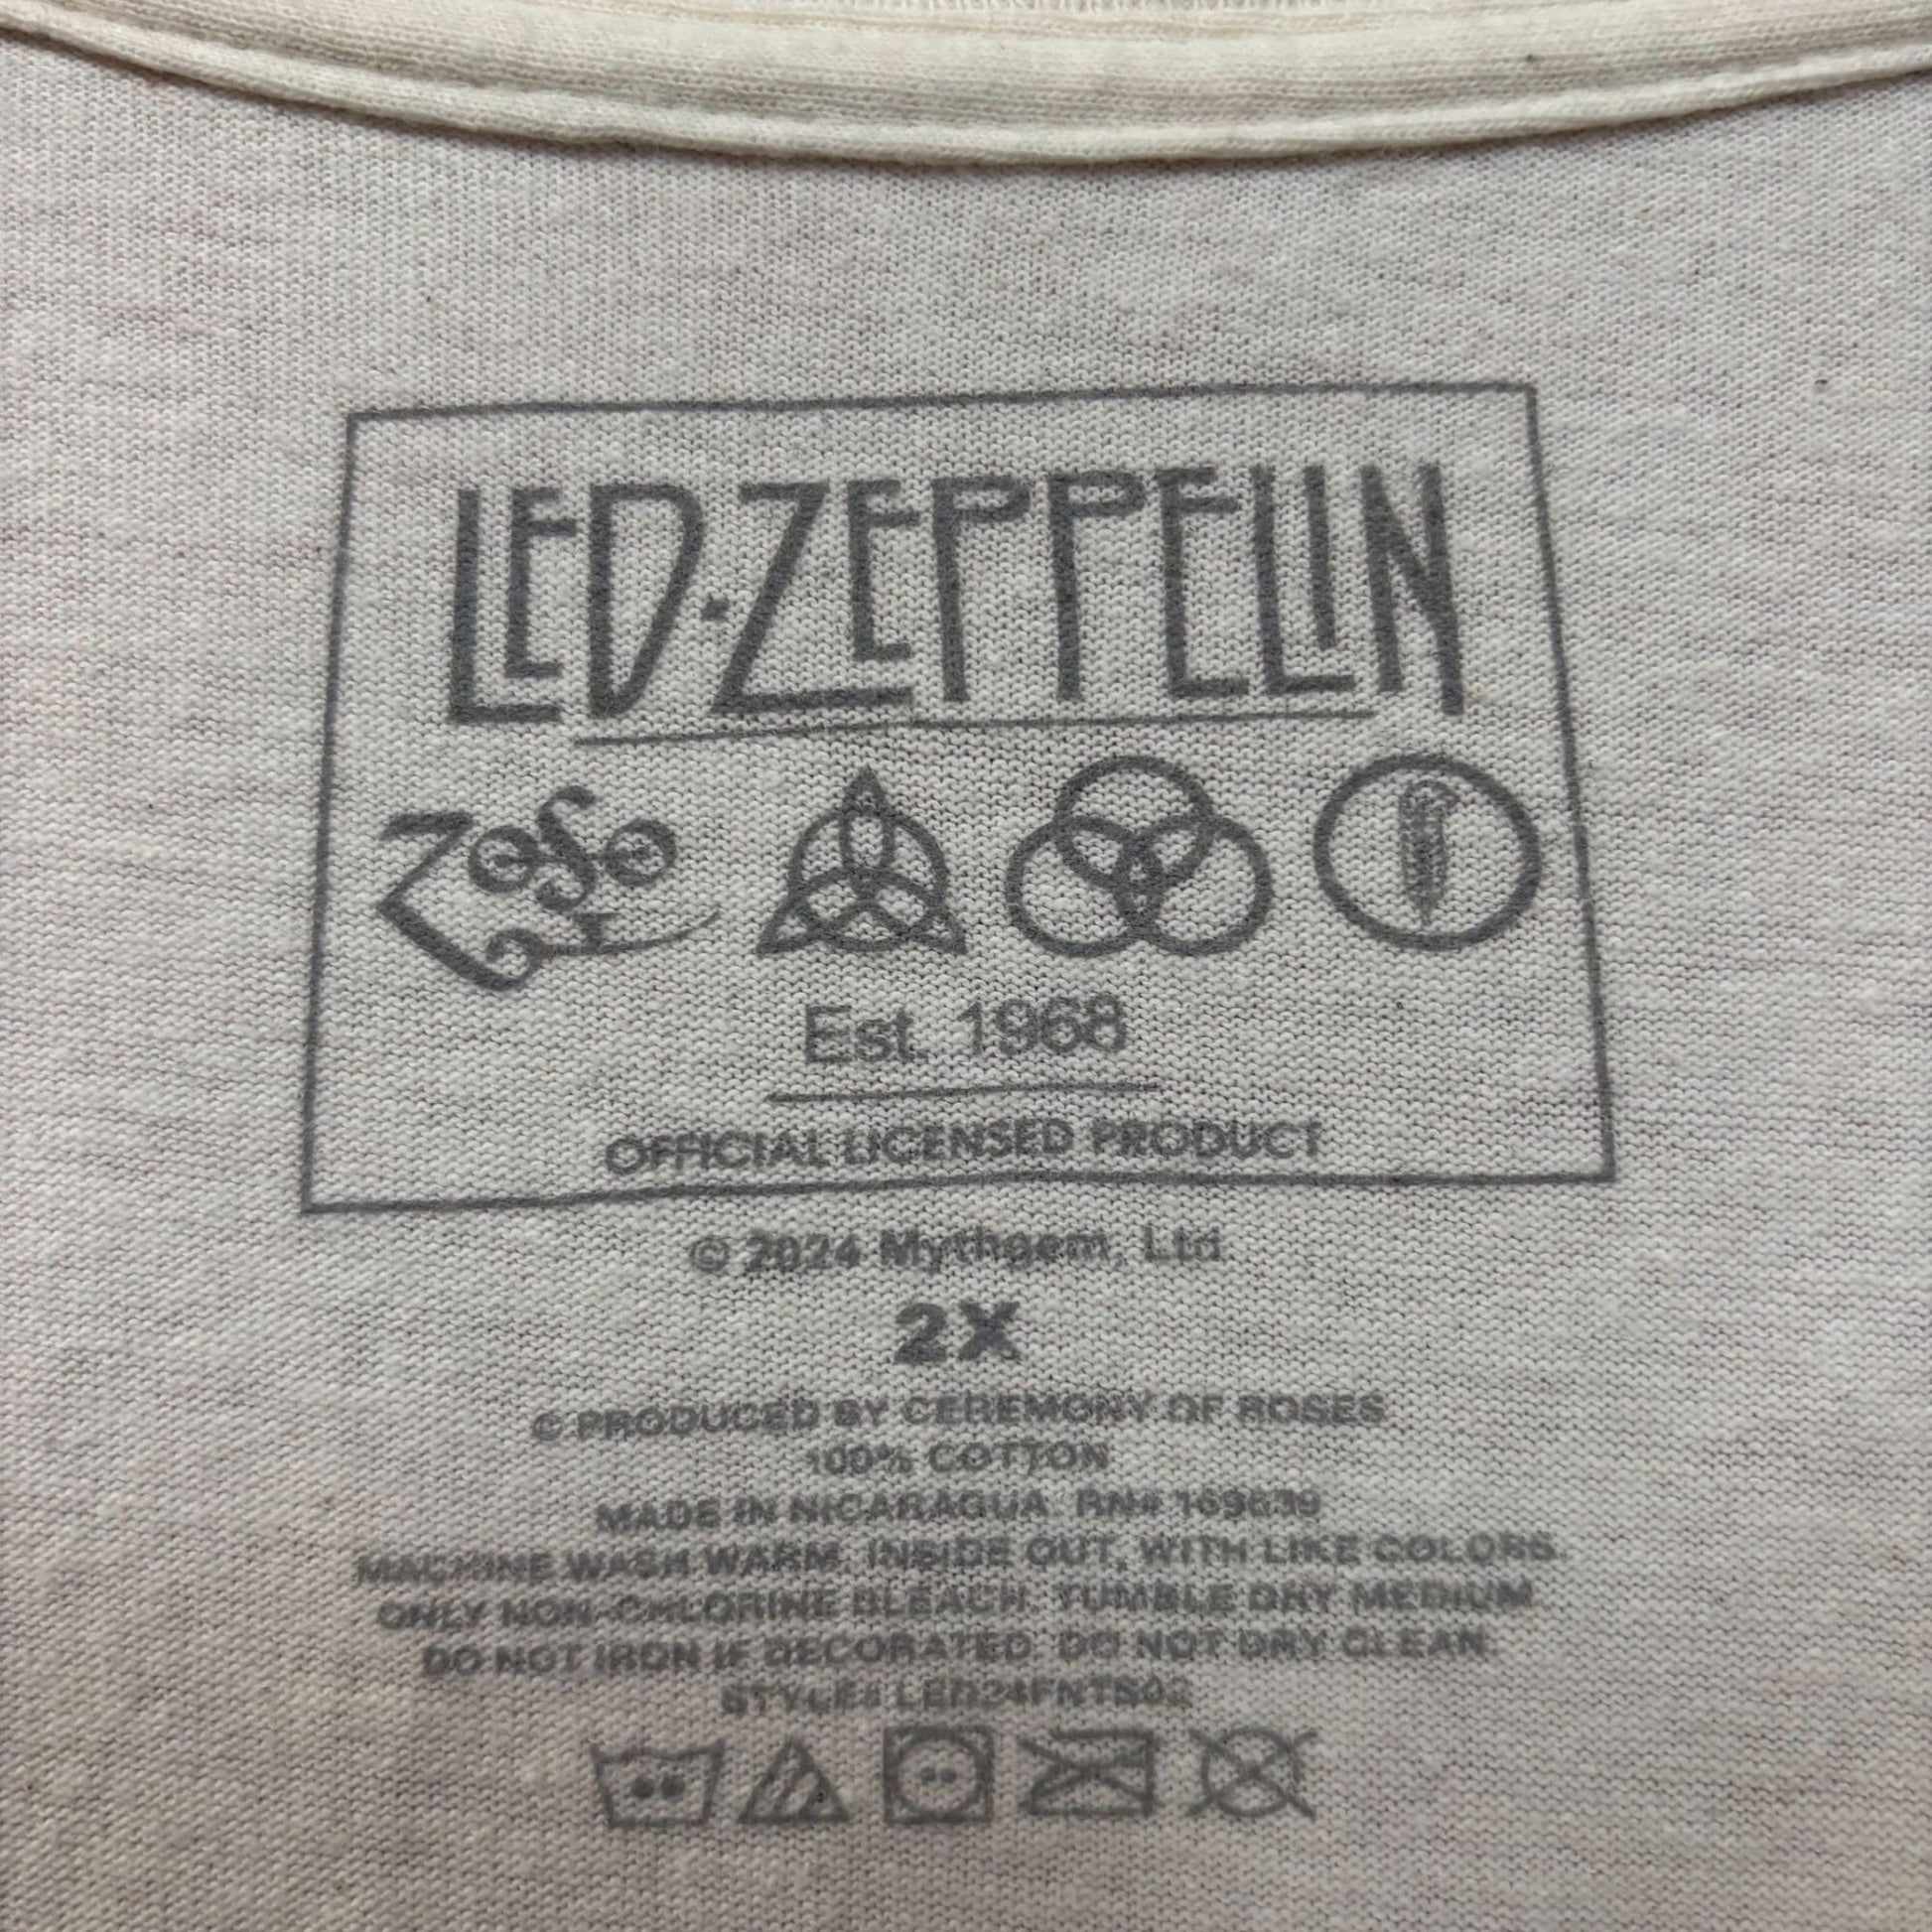 LED·ZEPPELIN
ZOSO
Est. 1968
OFFICIAL LICENSED PRODUCT
© 2024 Mythgem, Ltd.
2X
© PRODUCED BY CEREMONY OF ROSES
100% COTTON
MADE IN NICARAGUA. RN# 169639
MACHINE WASH WARM, INSIDE OUT, WITH LIKE COLORS.
ONLY NON-CHLORINE BLEACH. TUMBLE DRY MEDIUM
DO NOT IRON IF DECORATED. DO NOT DRY CLEAN.
STYLE# LED24FNTS02